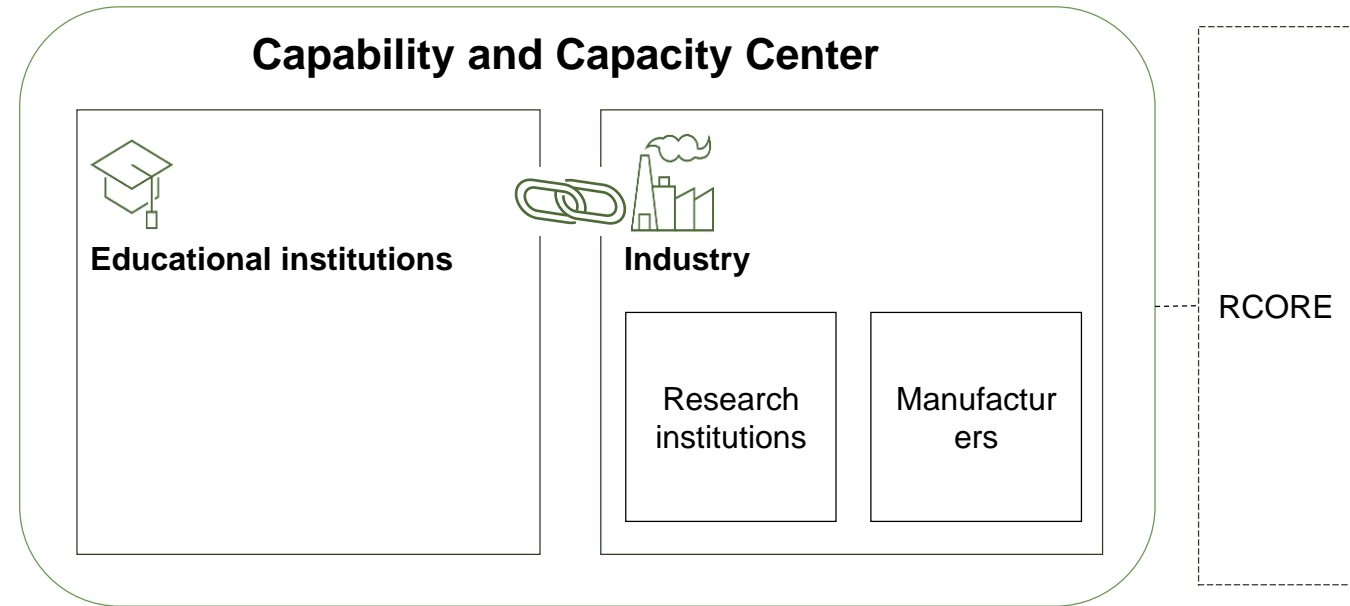 Capability and Capacity Center
Educational institutions
Industry
Research
institutions
Manufactur
ers
RCORE